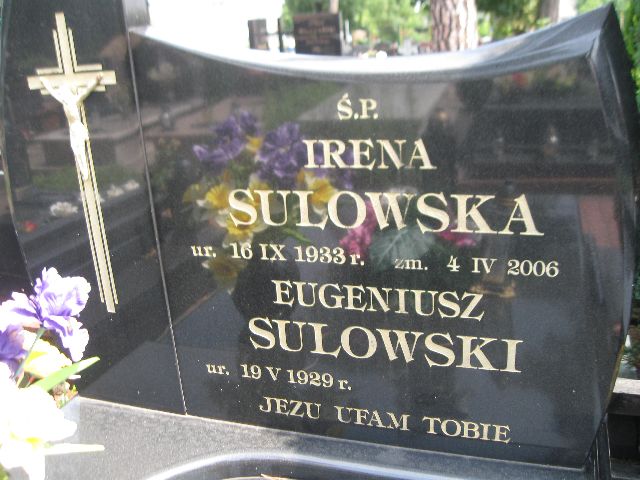 Ś.P.
IRENA
SULOWSKA
ur. 16 IX 1933 r. zm. 4 IV 2006
EUGENIUSZ
SULOWSKI
ur. 19 V 1929 r.
JEZU UFAM TOBIE